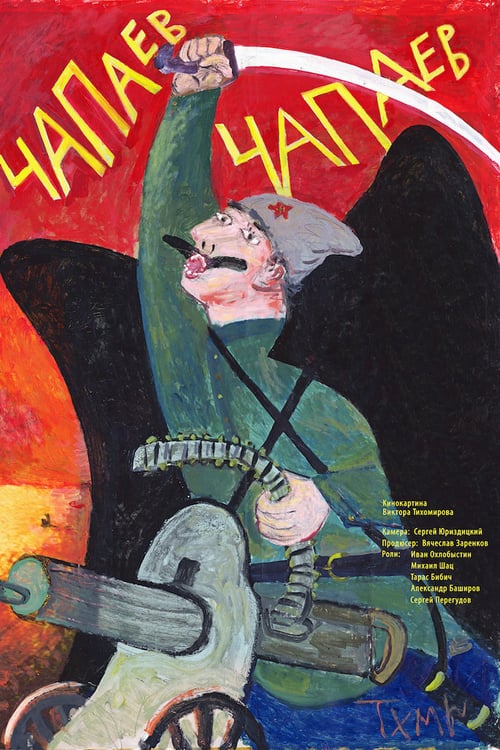 ЧАПАЕВ
ЧАПАЕВ
Кинокартина
Виктора Тихомирова
Камера: Сергей Юриздицкий
Продюсер: Вячеслав Заренков
Роли: Иван Охлобыстин
Михаил Шац
Тарас Бибич
Александр Баширов
Сергей Перегудов
ТХМ